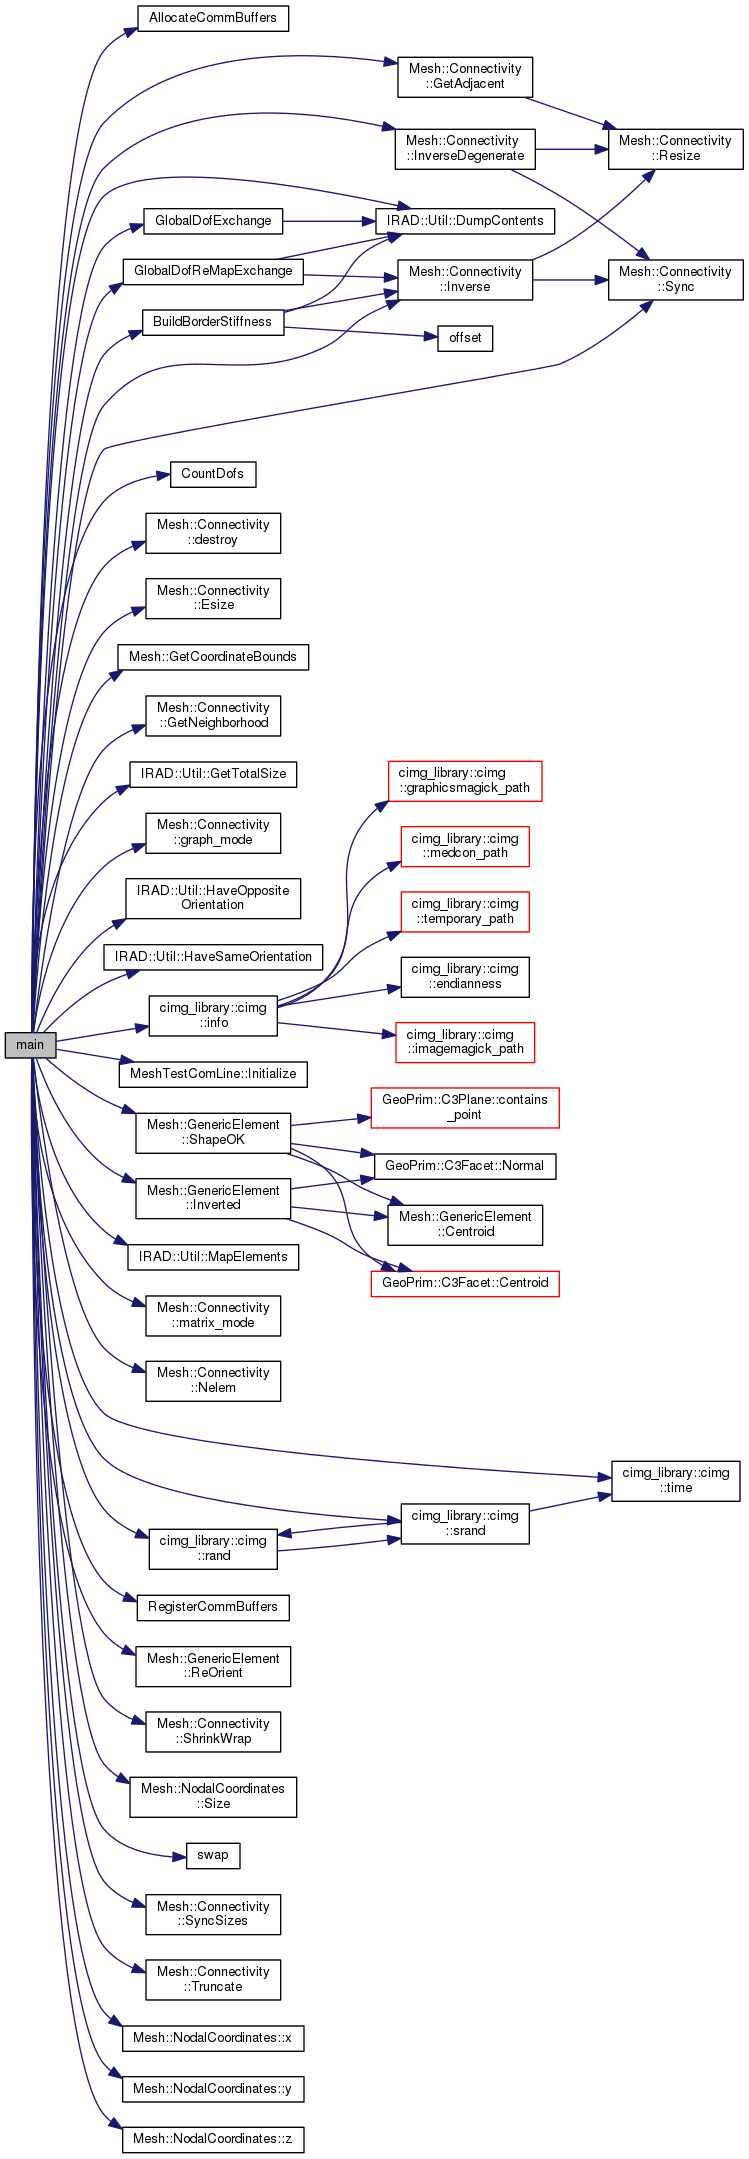 AllocateCommBuffers
Mesh::Connectivity
::GetAdjacent
Mesh::Connectivity
::InverseDegenerate
Mesh::Connectivity
::Resize
GlobalDofExchange
IRAD::Util::DumpContents
GlobalDofReMapExchange
Mesh::Connectivity
::Inverse
Mesh::Connectivity
::Sync
BuildBorderStiffness
offset
CountDofs
Mesh::Connectivity
::destroy
Mesh::Connectivity
::Esize
Mesh::GetCoordinateBounds
Mesh::Connectivity
::GetNeighborhood
IRAD::Util::GetTotalSize
cimg_library::cimg
::graphicsmagick_path
Mesh::Connectivity
::graph_mode
cimg_library::cimg
::medcon_path
IRAD::Util::HaveOpposite
Orientation
cimg_library::cimg
::temporary_path
IRAD::Util::HaveSameOrientation
cimg_library::cimg
::endianness
cimg_library::cimg
::info
main
cimg_library::cimg
::imagemagick_path
MeshTestComLine::Initialize
Mesh::GenericElement
::ShapeOK
GeoPrim::C3Plane::contains
_point
GeoPrim::C3Facet::Normal
Mesh::GenericElement
::Inverted
Mesh::GenericElement
::Centroid
IRAD::Util::MapElements
GeoPrim::C3Facet::Centroid
Mesh::Connectivity
::matrix_mode
Mesh::Connectivity
::Nelem
cimg_library::cimg
::time
cimg_library::cimg
::srand
cimg_library::cimg
::rand
RegisterCommBuffers
Mesh::GenericElement
::ReOrient
Mesh::Connectivity
::ShrinkWrap
Mesh::NodalCoordinates
::Size
swap
Mesh::Connectivity
::SyncSizes
Mesh::Connectivity
::Truncate
Mesh::NodalCoordinates::x
Mesh::NodalCoordinates::y
Mesh::NodalCoordinates::z